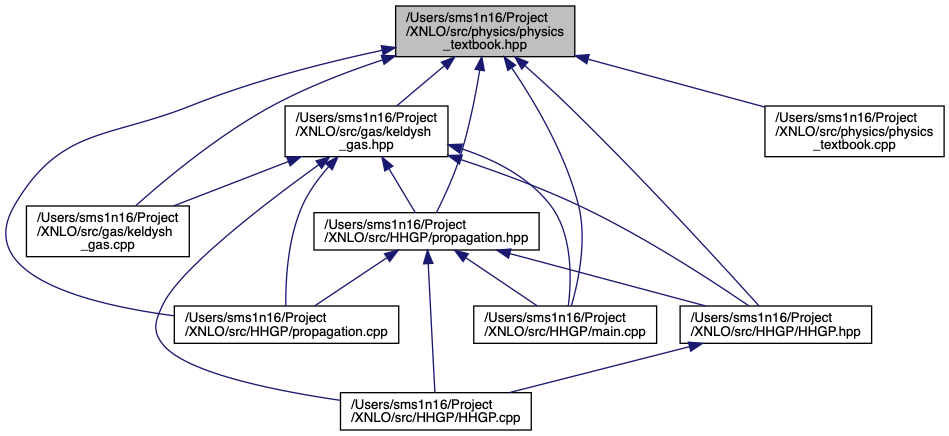 /Users/sms1n16/Project
/XNLO/src/physics/physics
_textbook.hpp
/Users/sms1n16/Project
/XNLO/src/gas/keldysh
_gas.hpp
/Users/sms1n16/Project
/XNLO/src/physics/physics
_textbook.cpp
/Users/sms1n16/Project
/XNLO/src/gas/keldysh
_gas.cpp
/Users/sms1n16/Project
/XNLO/src/HHGP/propagation.hpp
/Users/sms1n16/Project
/XNLO/src/HHGP/propagation.cpp
/Users/sms1n16/Project
/XNLO/src/HHGP/main.cpp
/Users/sms1n16/Project
/XNLO/src/HHGP/HHGP.hpp
/Users/sms1n16/Project
/XNLO/src/HHGP/HHGP.cpp